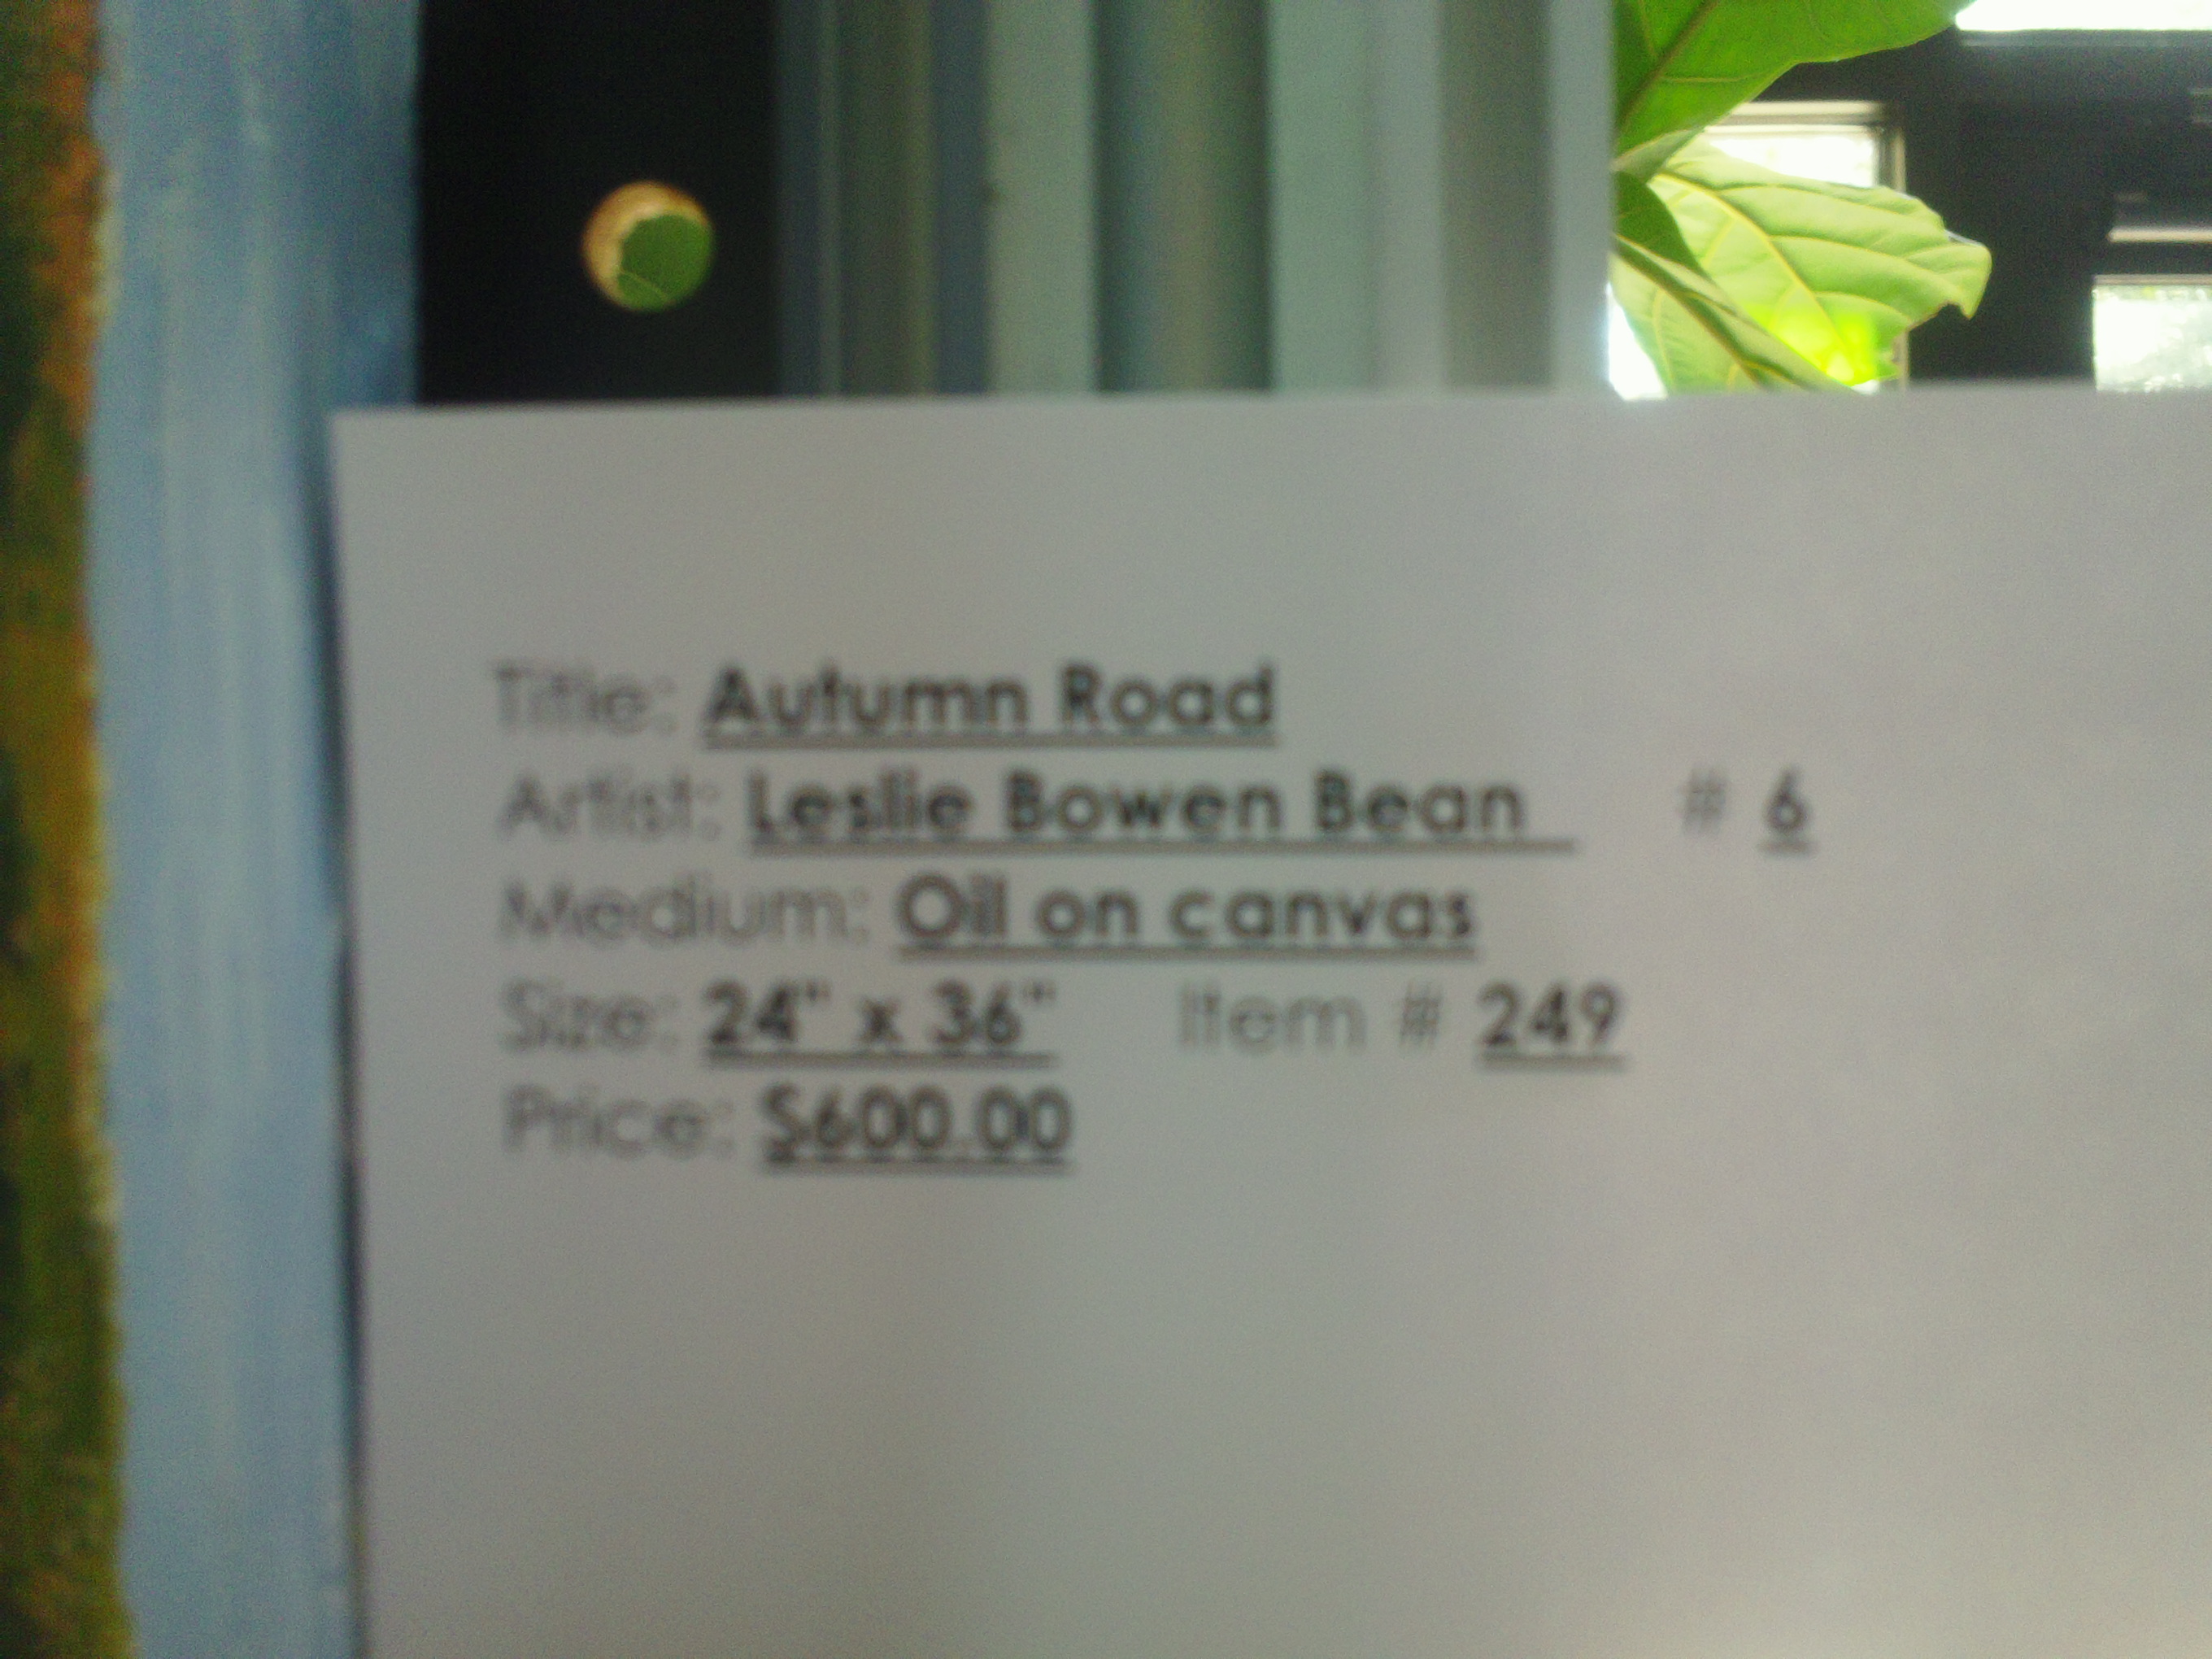 Title: Autumn Road
Artist: Leslie Bowen Bean # 6
Medium: Oil on canvas
Size: 24" x 36" Item # 249
Price: $600.00